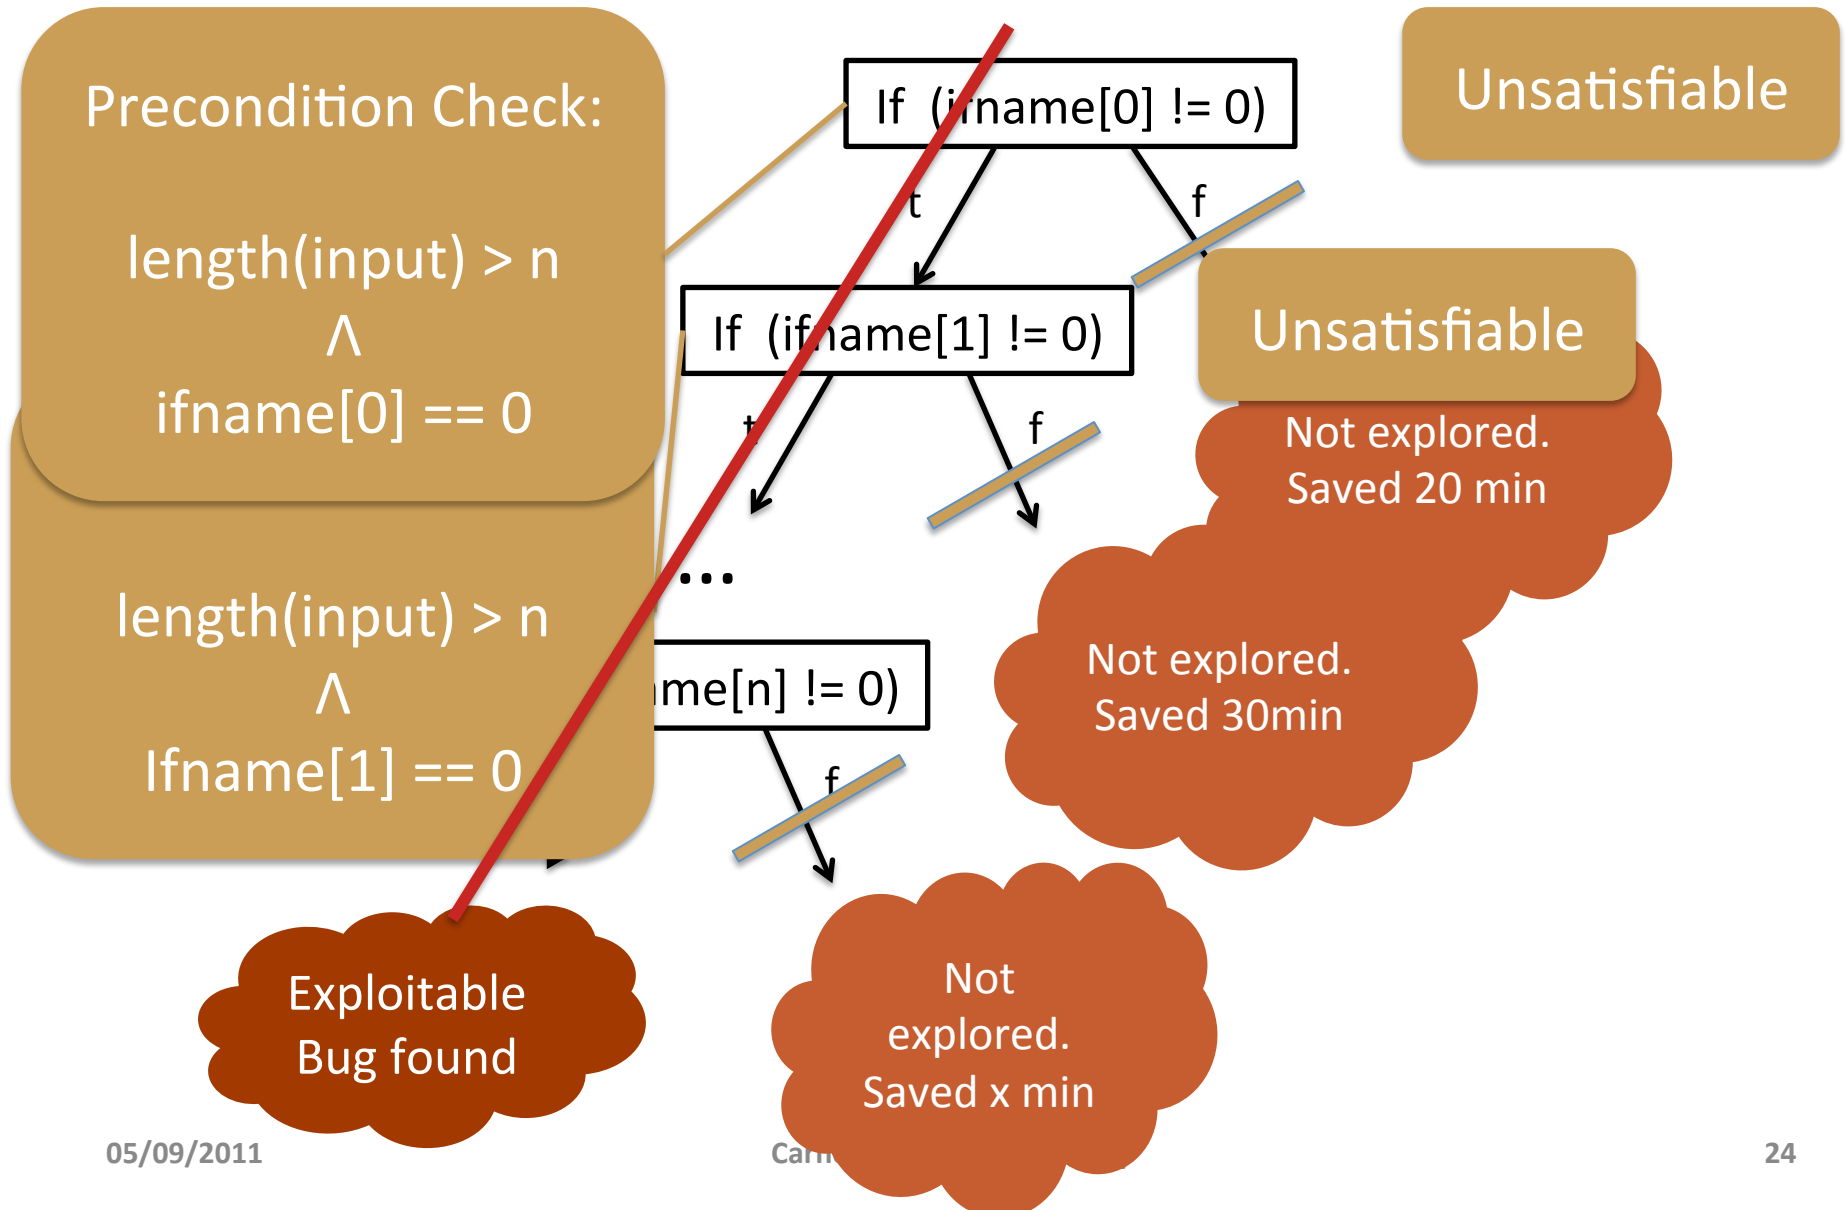 Precondition Check:
length(input) > n
Λ
ifname[0] == 0
length(input) > n
Λ
Ifname[1] == 0
If (ifname[0] != 0)
Unsatisfiable
t
f
If (ifname[1] != 0)
Unsatisfiable
t
f
Not explored.
Saved 20 min
...
Not explored.
Saved 30min
!= 0)
f
Exploitable
Bug found
Not
explored.
Saved x min
05/09/2011
24